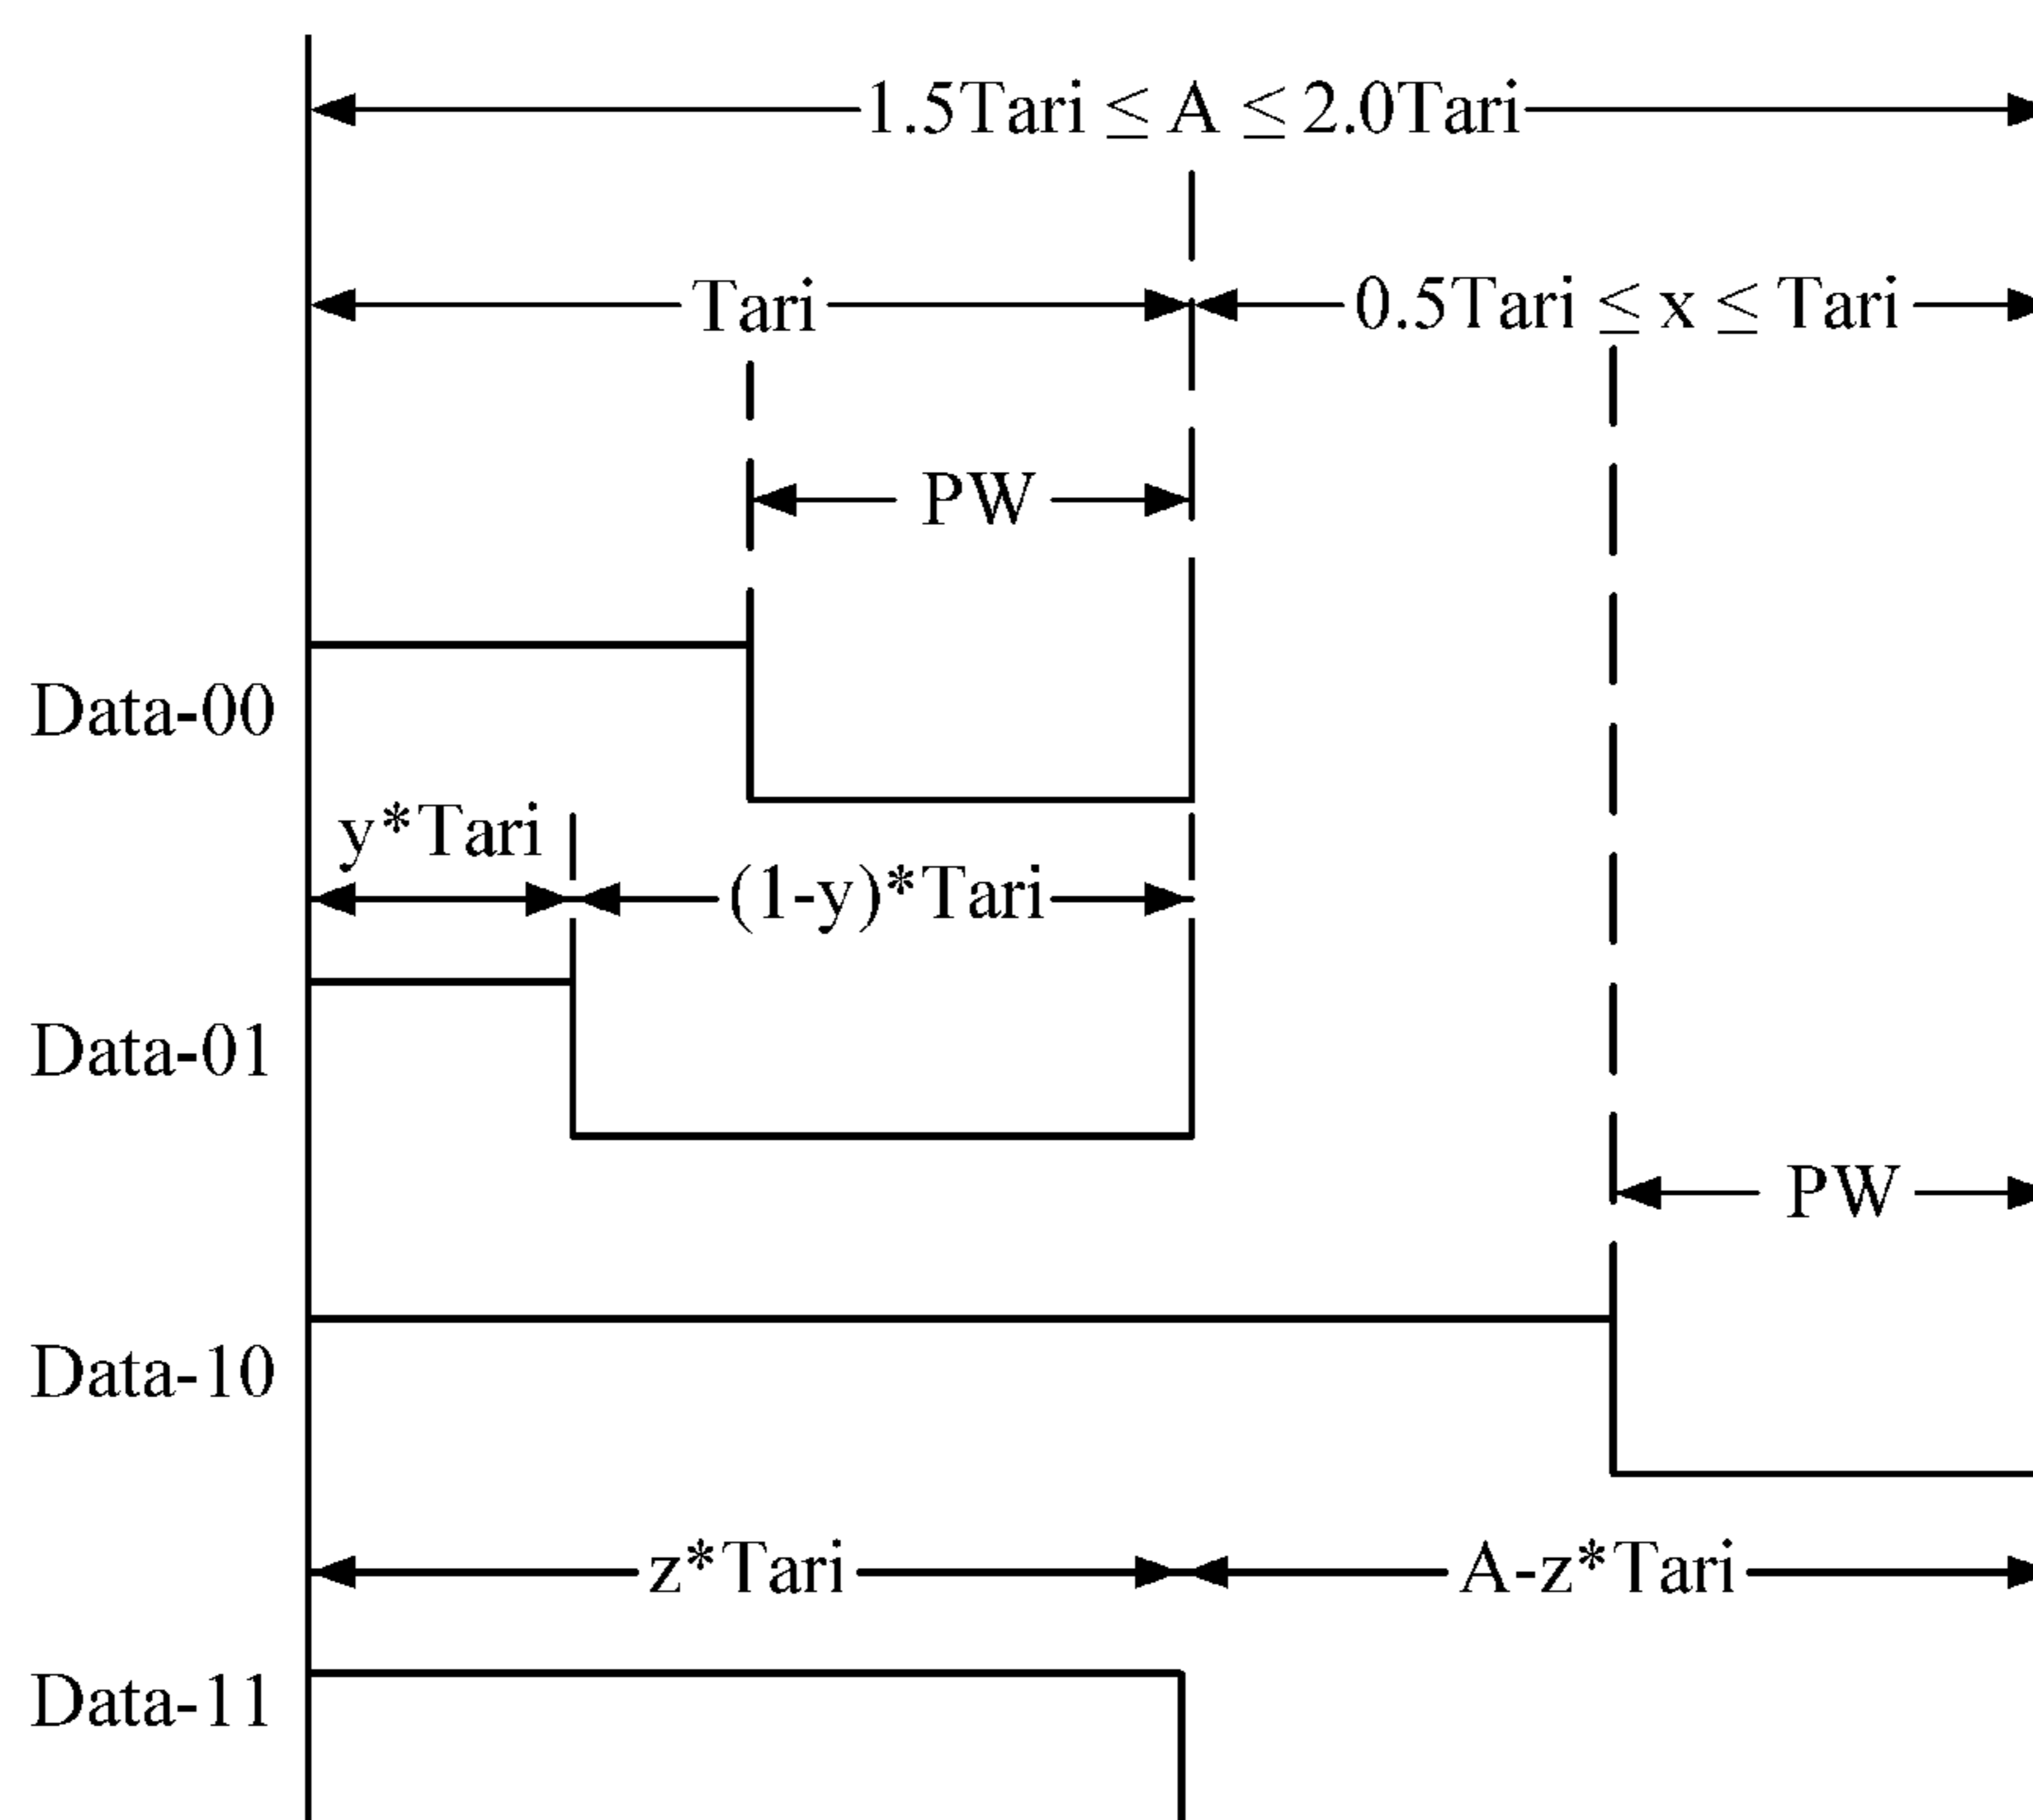 1.5Tari ≤ A ≤ 2.0Tari
Tari
0.5Tari ≤ x ≤ Tari
PW
Data-00
y*Tari
(1-y)*Tari
Data-01
PW
Data-10
z*Tari
A-z*Tari
Data-11